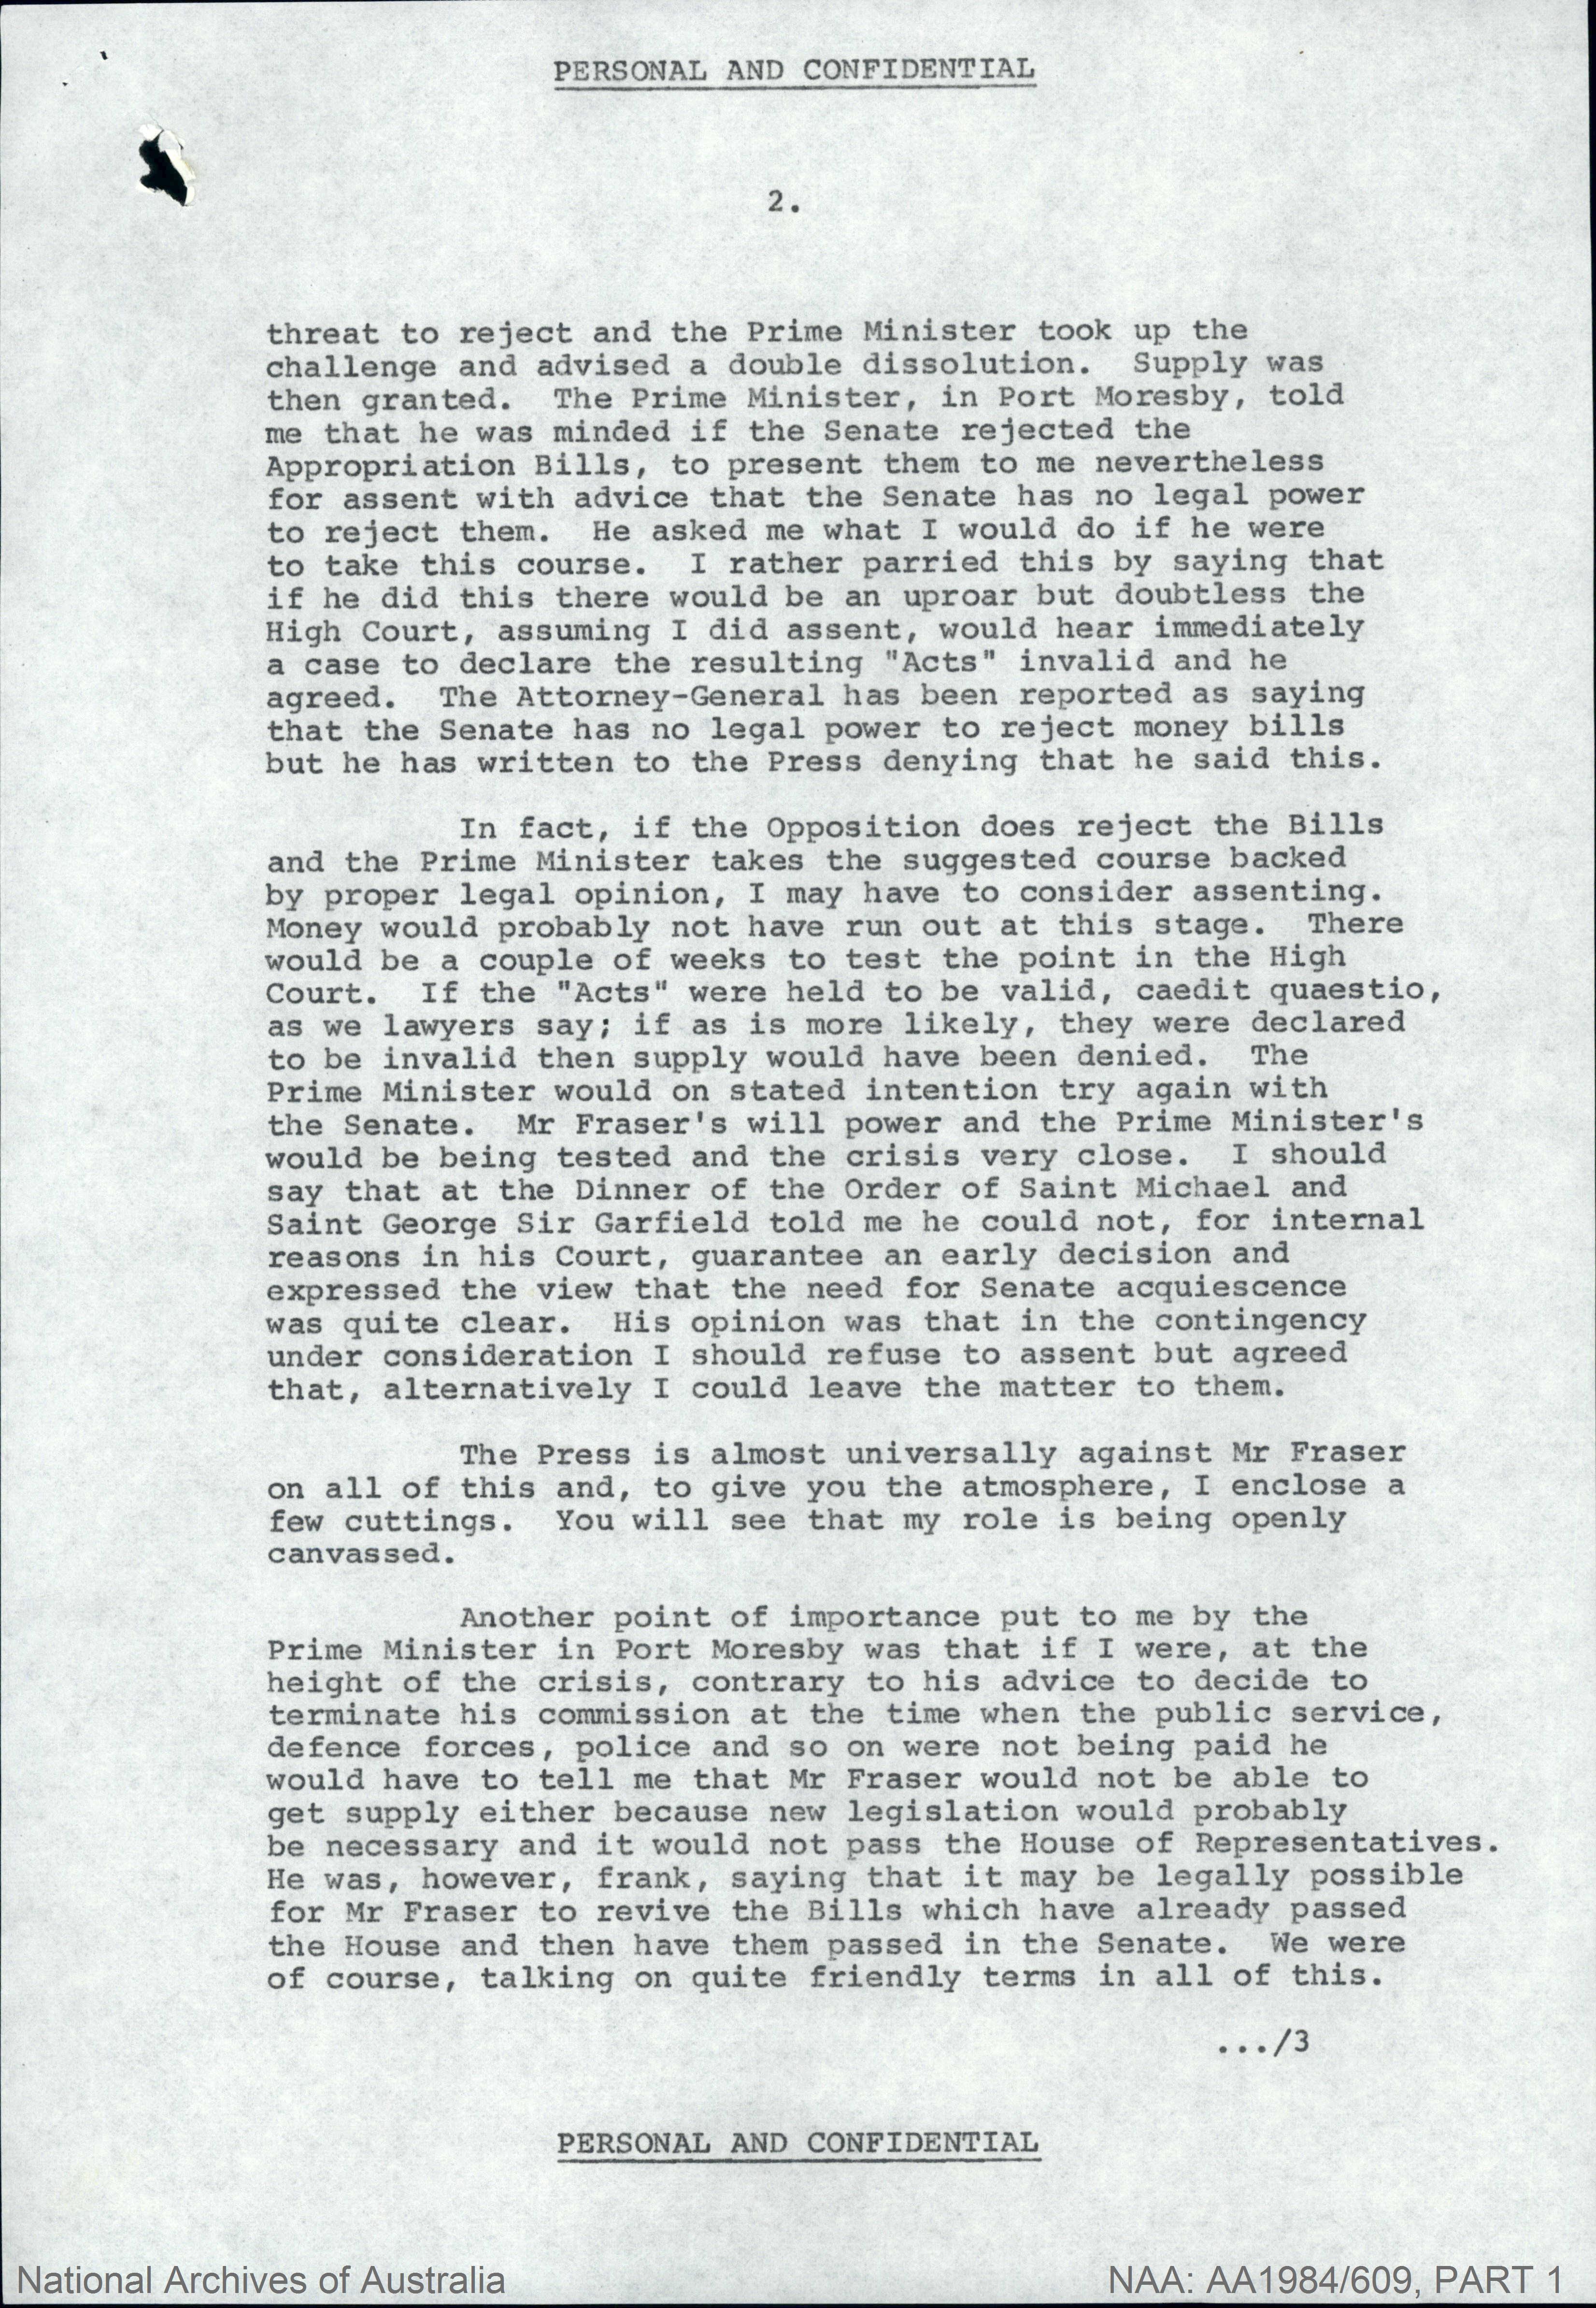 PERSONAL AND CONFIDENTIAL
2.
threat to reject and the Prime Minister took up the
challenge and advised a double dissolution. Supply was
then granted. The Prime Minister, in Port Moresby, told
me that he was minded if the Senate rejected the
Appropriation Bills, to present them to me nevertheless
for assent with advice that the Senate has no legal power
to reject them. He asked me what I would do if he were
to take this course. I rather parried this by saying that
if he did this there would be an uproar but doubtless the
High Court, assuming I did assent, would hear immediately
a case to declare the resulting "Acts" invalid and he
agreed. The Attorney-General has been reported as saying
that the Senate has no legal power to reject money bills
but he has written to the Press denying that he said this.
In fact, if the Opposition does reject the Bills
and the Prime Minister takes the suggested course backed
by proper legal opinion, I may have to consider assenting.
Money would probably not have run out at this stage. There
would be a couple of weeks to test the point in the High
Court. If the "Acts" were held to be valid, caedit quaestio,
as we lawyers say; if as is more likely, they were declared
to be invalid then supply would have been denied. The
Prime Minister would on stated intention try again with
the Senate. Mr Fraser's will power and the Prime Minister's
would be being tested and the crisis very close. I should
say that at the Dinner of the Order of Saint Michael and
Saint George Sir Garfield told me he could not, for internal
reasons in his Court, guarantee an early decision and
expressed the view that the need for Senate acquiescence
was quite clear. His opinion was that in the contingency
under consideration I should refuse to assent but agreed
that, alternatively I could leave the matter to them.
The Press is almost universally against Mr Fraser
on all of this and, to give you the atmosphere, I enclose a
few cuttings. You will see that my role is being openly
canvassed.
Another point of importance put to me by the
Prime Minister in Port Moresby was that if I were, at the
height of the crisis, contrary to his advice to decide to
terminate his commission at the time when the public service,
defence forces, police and so on were not being paid he
would have to tell me that Mr Fraser would not be able to
get supply either because new legislation would probably
be necessary and it would not pass the House of Representatives.
He was, however, frank, saying that it may be legally possible
for Mr Fraser to revive the Bills which have already passed
the House and then have them passed in the Senate. We were
of course, talking on quite friendly terms in all of this.
.../3
PERSONAL AND CONFIDENTIAL
National Archives of Australia
NAA: AA1984/609, PART 1